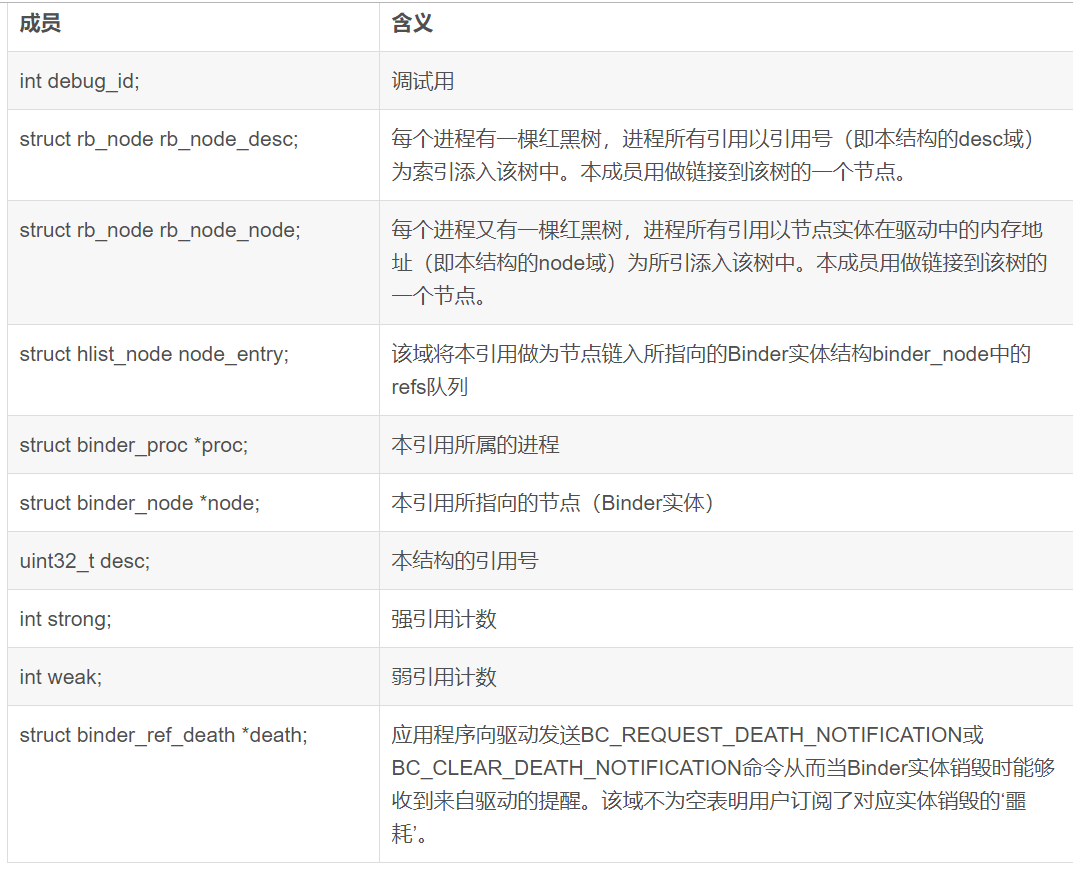 成员 含义
int debug_id; 调试用
struct rb_node rb_node_desc; 每个进程有一棵红黑树，进程所有引用以引用号（即本结构的desc域）
为索引添入该树中。本成员用做链接到该树的一个节点。
struct rb_node rb_node_node; 每个进程又有一棵红黑树，进程所有引用以节点实体在驱动中的内存地
址（即本结构的node域）为所引添入该树中。本成员用做链接到该树的
一个节点。
struct hlist_node node_entry; 该域将本引用做为节点链入所指向的Binder实体结构binder_node中的
refs队列
struct binder_proc *proc; 本引用所属的进程
struct binder_node *node; 本引用所指向的节点（Binder实体）
uint32_t desc; 本结构的引用号
int strong; 强引用计数
int weak; 弱引用计数
struct binder_ref_death *death; 应用程序向驱动发送BC_REQUEST_DEATH_NOTIFICATION或
BC_CLEAR_DEATH_NOTIFICATION命令从而当Binder实体销毁时能够
收到来自驱动的提醒。该域不为空表明用户订阅了对应实体销毁的‘噩
耗’。